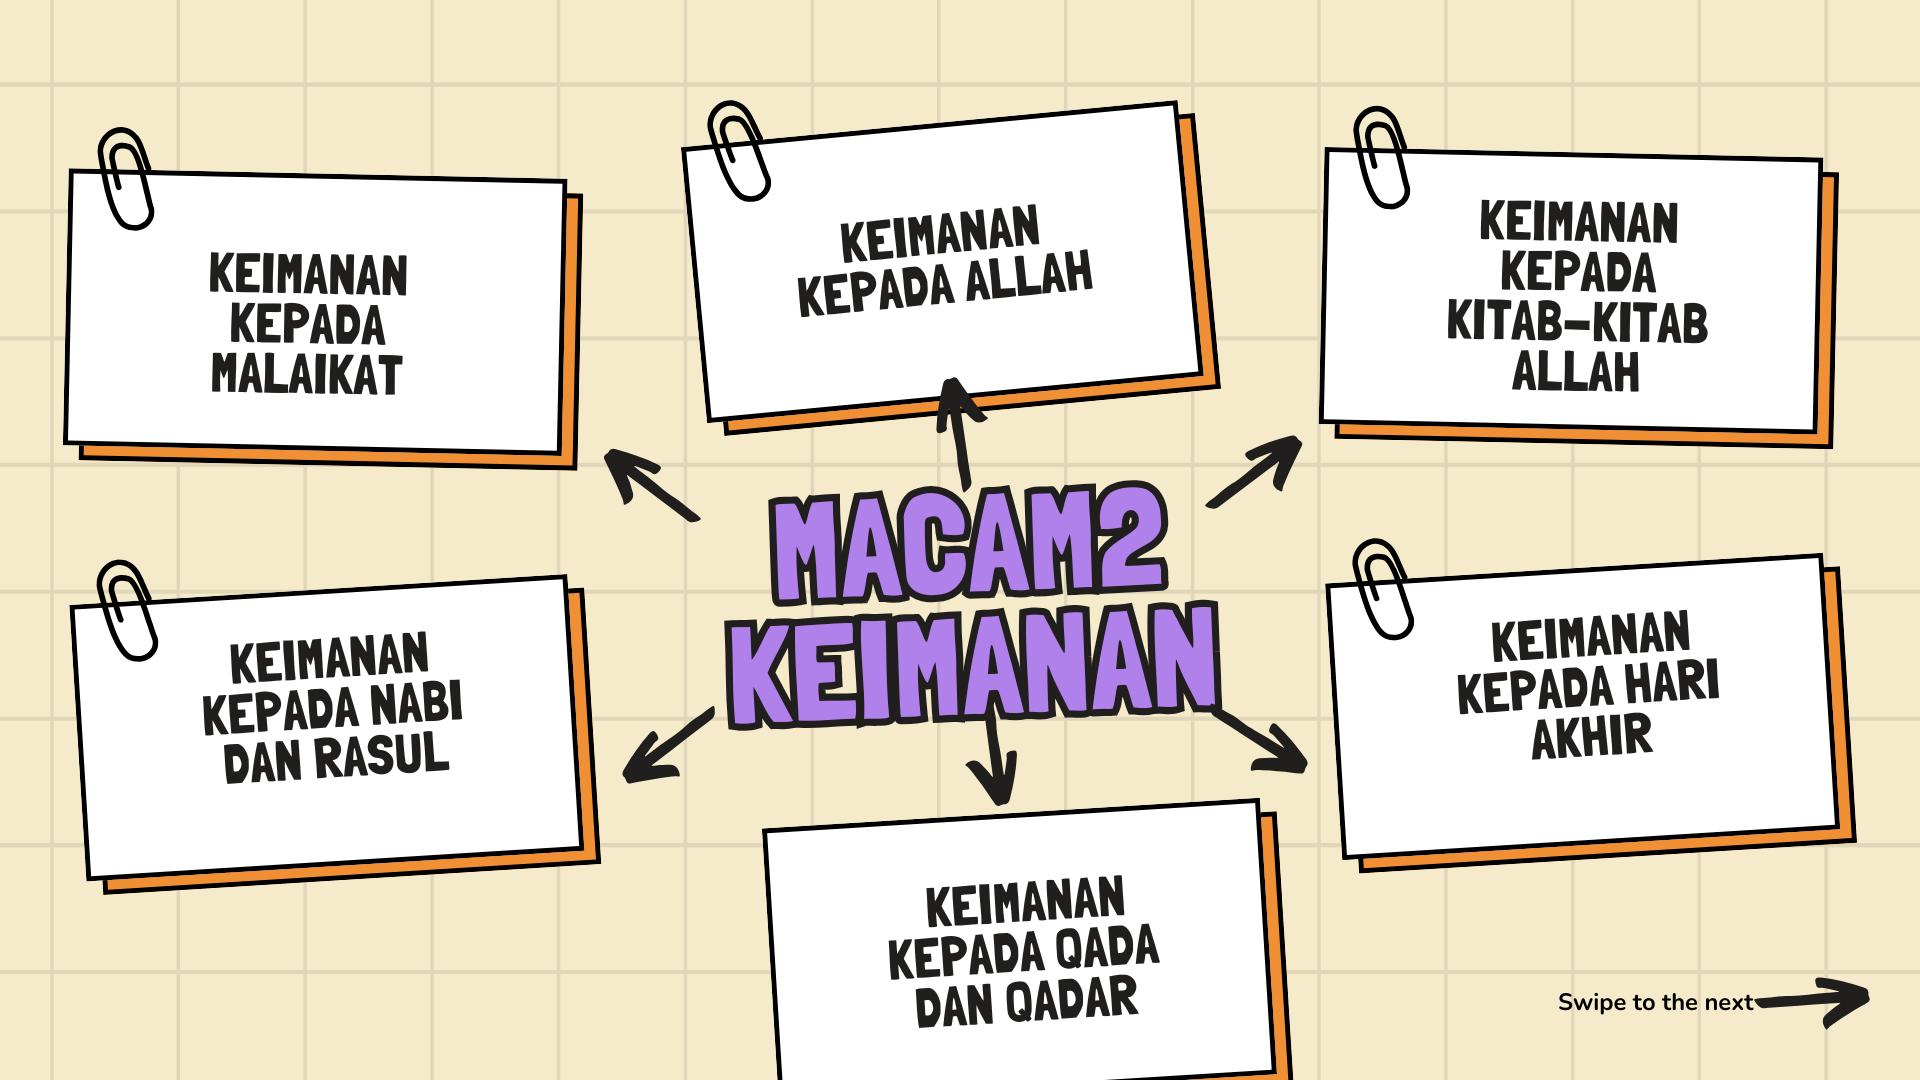 KEIMANAN
KEPADA
MALAIKAT
KEIMANAN
KEPADA ALLAH
KEIMANAN
KEPADA
KITAB-KITAB
ALLAH
MACAM2
KEIMANAN
KEIMANAN
KEPADA NABI
DAN RASUL
KEIMANAN
KEPADA HARI
AKHIR
KEIMANAN
KEPADA QADA
DAN QADAR
Swipe to the next